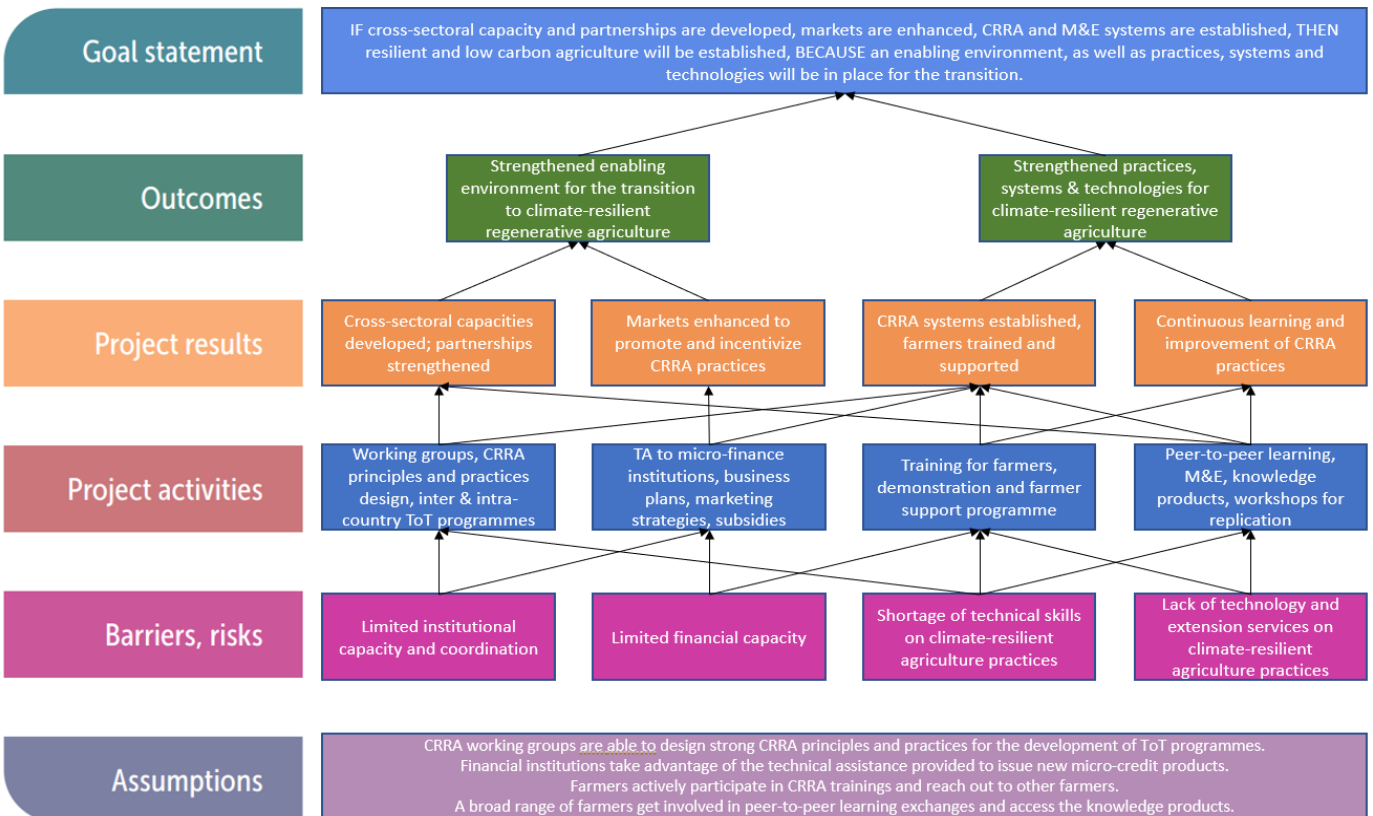 Goal statement
IF cross-sectoral capacity and partnerships are developed, markets are enhanced, CRRA and M&E systems are established, THEN
resilient and low carbon agriculture will be established, BECAUSE an enabling environment, as well as practices, systems and
technologies will be in place for the transition.
Outcomes
Strengthened enabling
environment for the transition
to climate-resilient
regenerative agriculture
Strengthened practices,
systems & technologies for
climate-resilient regenerative
agriculture
Project results
Cross-sectoral capacities
developed; partnerships
strengthened
Markets enhanced to
promote and incentivize
CRRA practices
CRRA systems established,
farmers trained and
supported
Continuous learning and
improvement of CRRA
practices
Project activities
Working groups, CRRA
principles and practices
design, inter & intra-
country ToT programmes
TA to micro-finance
institutions, business
plans, marketing
strategies, subsidies
Training for farmers,
demonstration and farmer
support programme
Peer-to-peer learning,
M&E, knowledge
products, workshops for
replication
Barriers, risks
Limited institutional
capacity and coordination
Limited financial capacity
Shortage of technical skills
on climate-resilient
agriculture practices
Lack of technology and
extension services on
climate-resilient
agriculture practices
Assumptions
CRRA working groups are able to design strong CRRA principles and practices for the development of ToT programmes.
Financial institutions take advantage of the technical assistance provided to issue new micro-credit products.
Farmers actively participate in CRRA trainings and reach out to other farmers.
A broad range of farmers get involved in peer-to-peer learning exchanges and access the knowledge products.